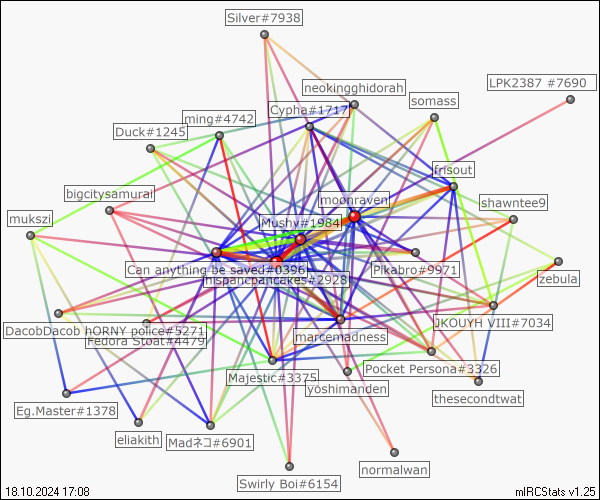 Silver#7938
LPK2387 #7690
neokingghidorah
somass
Cypha#1717
ming#4742
Duck#1245
frisout
bigcitysamurai
moonraven
shawntee9
mukszi
Mushy#1984
Can anything be saved#0396
Pikabro#9971
zebula
hispanicpancakes#2928
JKOUYH VIII#7034
DacobDacob hORNY police#5271
Fedora Stoat#4479
marcemadness
Pocket Persona#3326
Majestic#3375
yoshimanden
thesecondtwat
Eg.Master#1378
eliakith
Madネコ#6901
normalwan
Swirly Boi#6154
18.10.2024 17:08
mIRCStats v1.25